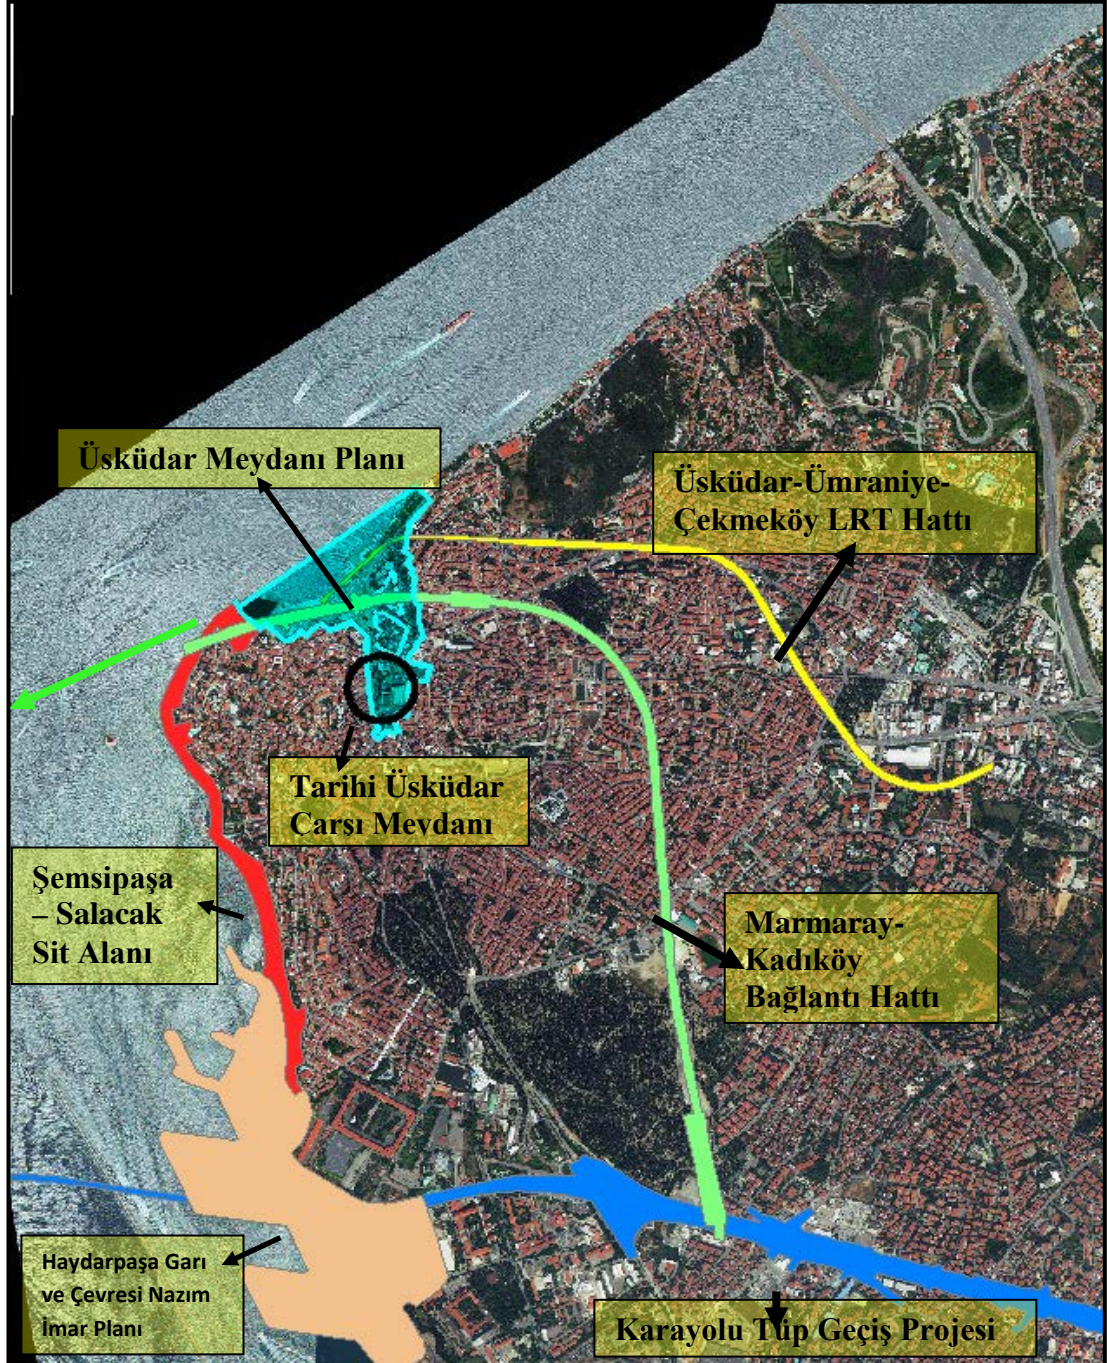 Üsküdar Meydanı Planı
Üsküdar-Ümraniye-
Çekmeköy LRT Hattı
Tarihi Üsküdar
Çarşı Meydanı
Şemsipaşa
– Salacak
Sit Alanı
Marmaray-
Kadıköy
Bağlantı Hattı
Haydarpaşa Garı
ve Çevresi Nazım
İmar Planı
Karayolu Tüp Geçiş Projesi